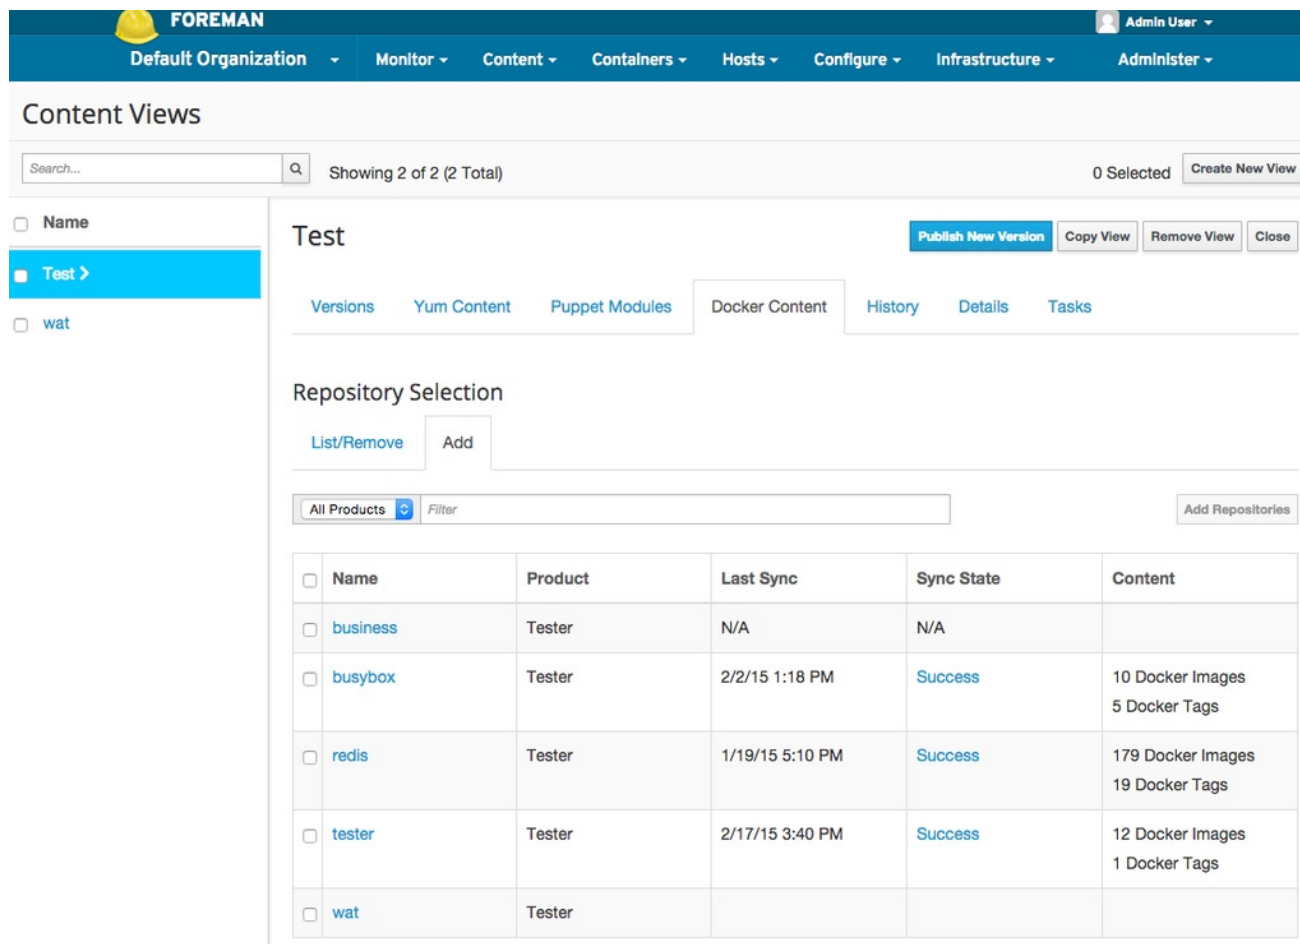 FOREMAN
Admin User
Default Organization Monitor Content Containers Hosts Configure Infrastructure Administer
Content Views
Search... Showing 2 of 2 (2 Total) 0 Selected Create New View
Name
Test
wat
Test Publish New Version Copy View Remove View Close
Versions Yum Content Puppet Modules Docker Content History Details Tasks
Repository Selection
List/Remove Add
All Products Filter Add Repositories
Name Product Last Sync Sync State Content
business Tester N/A N/A
busybox Tester 2/2/15 1:18 PM Success 10 Docker Images
5 Docker Tags
redis Tester 1/19/15 5:10 PM Success 179 Docker Images
19 Docker Tags
tester Tester 2/17/15 3:40 PM Success 12 Docker Images
1 Docker Tags
wat Tester